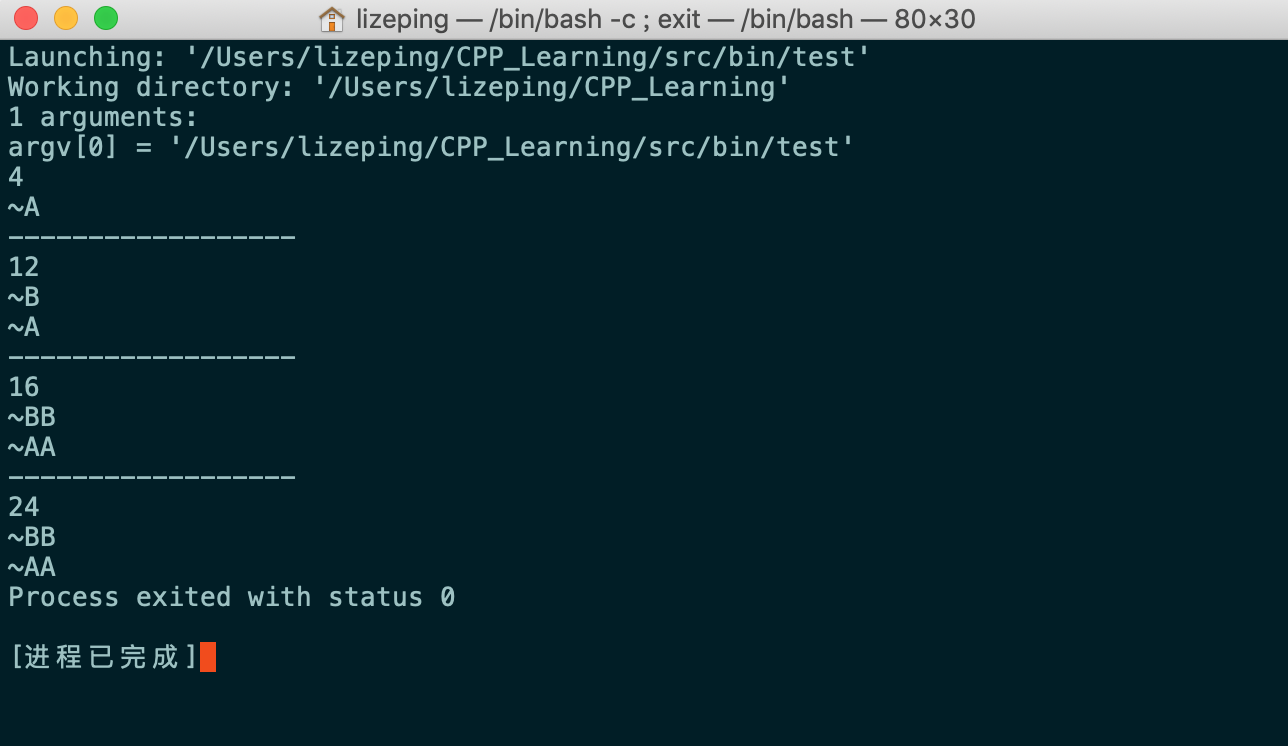 lizeping — /bin/bash -c ; exit — /bin/bash — 80×30
Launching: '/Users/lizeping/CPP_Learning/src/bin/test'
Working directory: '/Users/lizeping/CPP_Learning'
1 arguments:
argv[0] = '/Users/lizeping/CPP_Learning/src/bin/test'
4
~A
------------------
12
~B
~A
------------------
16
~BB
~AA
------------------
24
~BB
~AA
Process exited with status 0
[进程已完成]